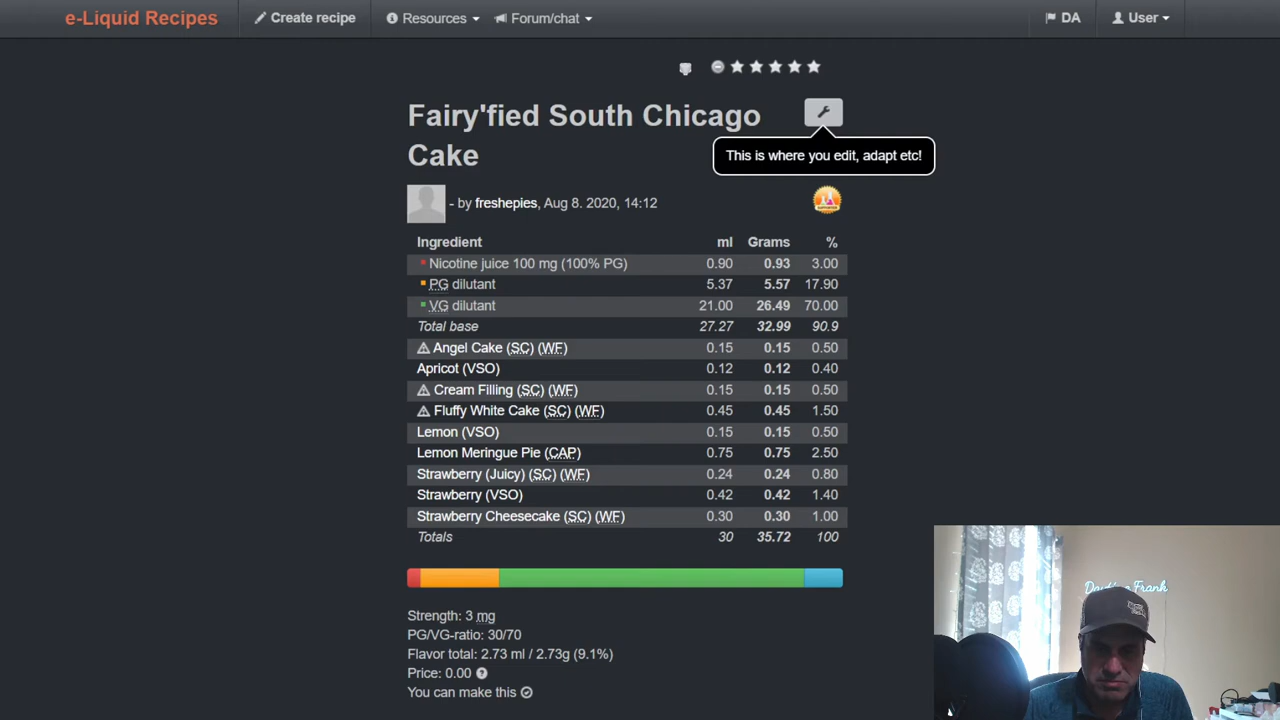 e-Liquid Recipes Create recipe Resources Forum/chat DA User
Fairy'fied South Chicago
Cake
This is where you edit, adapt etc!
- by freshepies, Aug 8. 2020, 14:12
Ingredient ml Grams %
Nicotine juice 100 mg (100% PG) 0.90 0.93 3.00
PG dilutant 5.37 5.57 17.90
VG dilutant 21.00 26.49 70.00
Total base 27.27 32.99 90.9
Angel Cake (SC) (WF) 0.15 0.15 0.50
Apricot (VSO) 0.12 0.12 0.40
Cream Filling (SC) (WF) 0.15 0.15 0.50
Fluffy White Cake (SC) (WF) 0.45 0.45 1.50
Lemon (VSO) 0.15 0.15 0.50
Lemon Meringue Pie (CAP) 0.75 0.75 2.50
Strawberry (Juicy) (SC) (WF) 0.24 0.24 0.80
Strawberry (VSO) 0.42 0.42 1.40
Strawberry Cheesecake (SC) (WF) 0.30 0.30 1.00
Totals 30 35.72 100
Frank
Strength: 3 mg
PG/VG-ratio: 30/70
Flavor total: 2.73 ml / 2.73g (9.1%)
Price: 0.00
You can make this